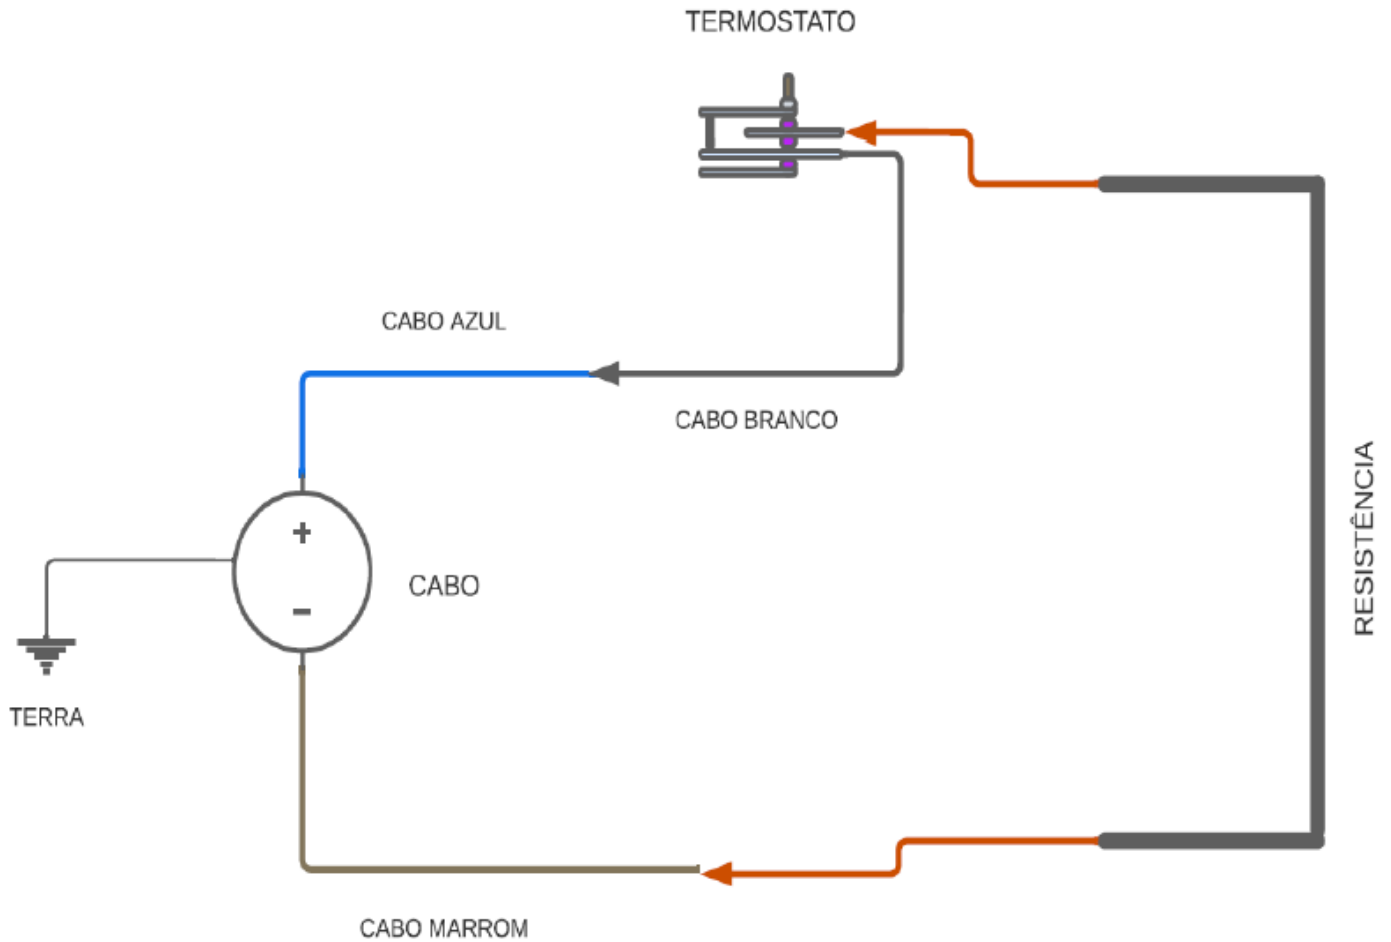 TERMOSTATO
CABO AZUL
CABO BRANCO
+
-
CABO
RESISTÊNCIA
TERRA
CABO MARROM